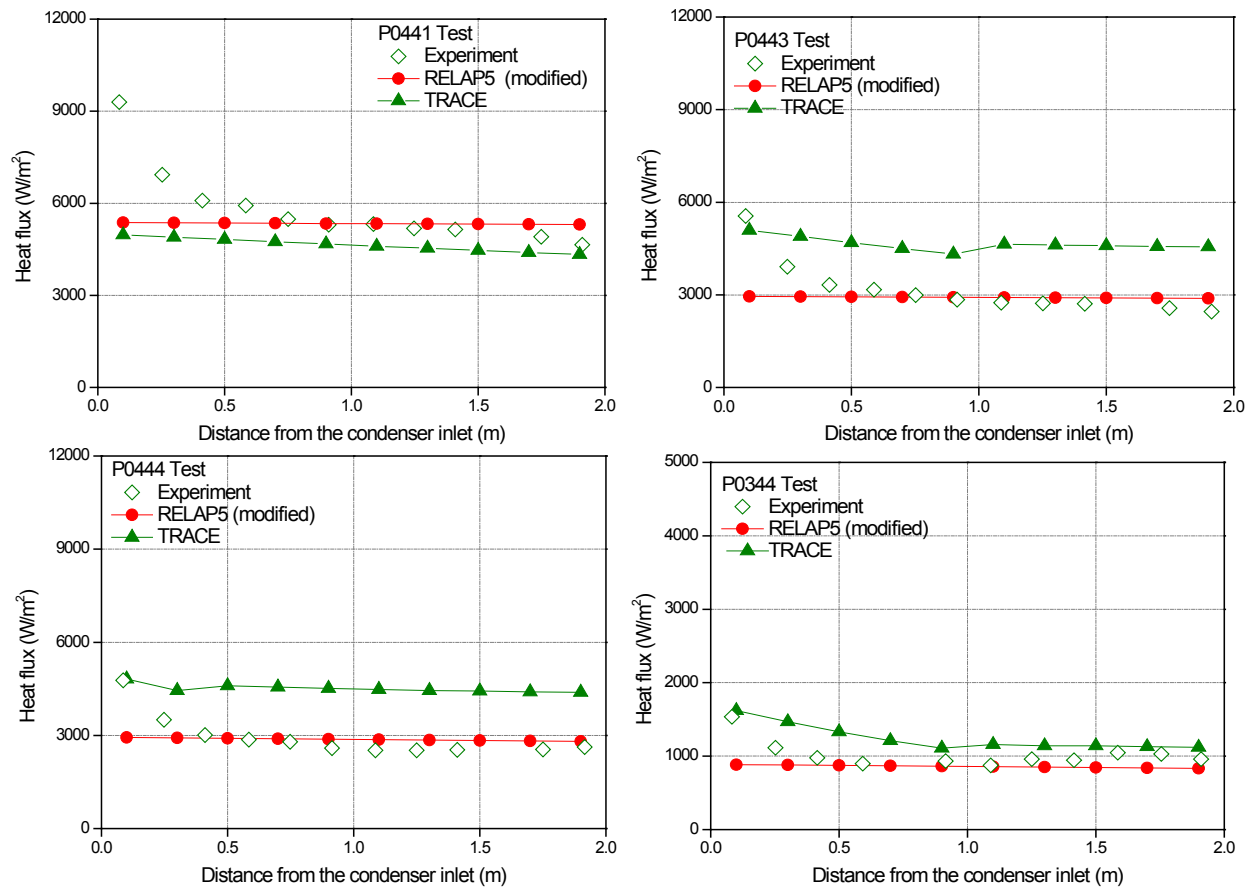 12000
9000
6000
3000
0
Heat flux (W/m²)
P0441 Test
Experiment
RELAP5 (modified)
TRACE
0.0 0.5 1.0 1.5 2.0
Distance from the condenser inlet (m)
12000
9000
6000
3000
0
Heat flux (W/m²)
P0443 Test
Experiment
RELAP5 (modified)
TRACE
0.0 0.5 1.0 1.5 2.0
Distance from the condenser inlet (m)
12000
9000
6000
3000
0
Heat flux (W/m²)
P0444 Test
Experiment
RELAP5 (modified)
TRACE
0.0 0.5 1.0 1.5 2.0
Distance from the condenser inlet (m)
5000
4000
3000
2000
1000
0
Heat flux (W/m²)
P0344 Test
Experiment
RELAP5 (modified)
TRACE
0.0 0.5 1.0 1.5 2.0
Distance from the condenser inlet (m)